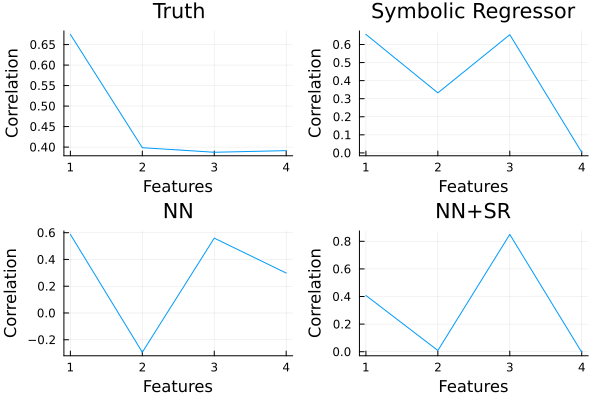 Truth
Correlation
0.65
0.60
0.55
0.50
0.45
0.40
1 2 3 4
Features
Symbolic Regressor
Correlation
0.6
0.5
0.4
0.3
0.2
0.1
0.0
1 2 3 4
Features
NN
Correlation
0.6
0.4
0.2
0.0
−0.2
1 2 3 4
Features
NN+SR
Correlation
0.8
0.6
0.4
0.2
0.0
1 2 3 4
Features